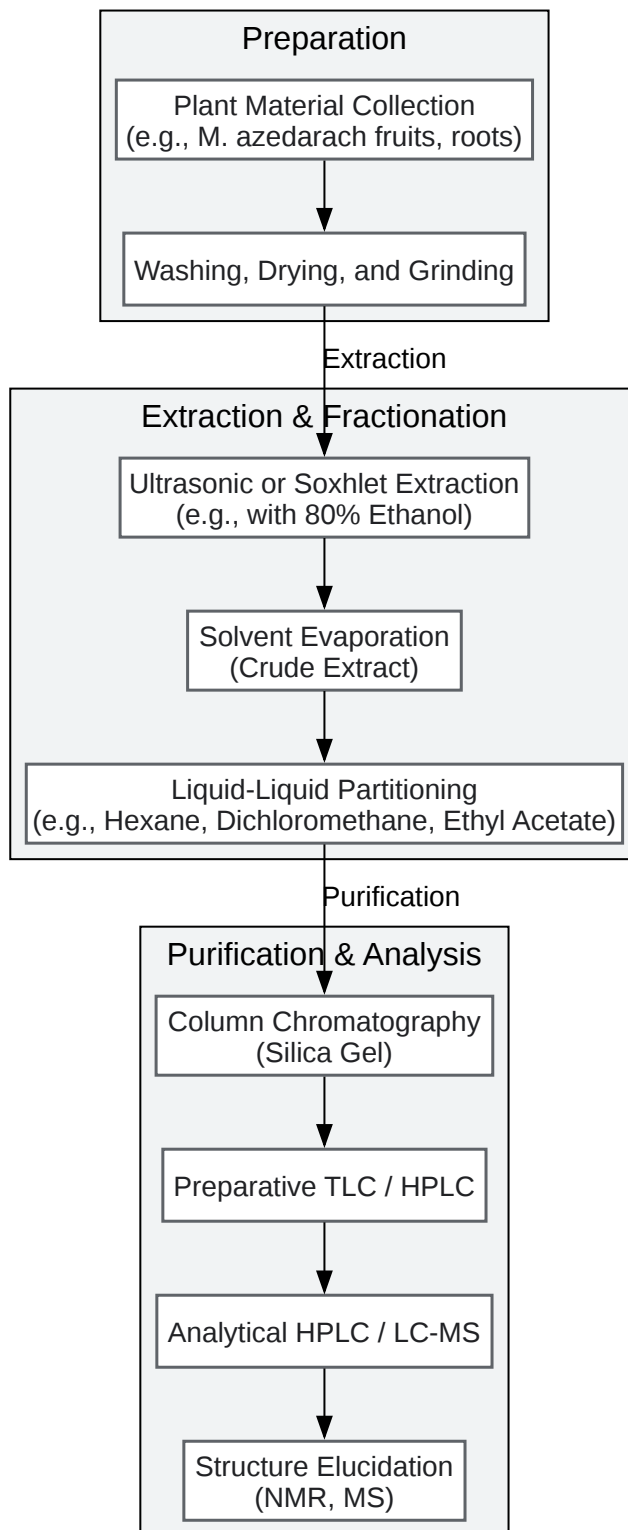 Preparation
Plant Material Collection
(e.g., M. azedarach fruits, roots)
Washing, Drying, and Grinding
Extraction
Extraction & Fractionation
Ultrasonic or Soxhlet Extraction
(e.g., with 80% Ethanol)
Solvent Evaporation
(Crude Extract)
Liquid-Liquid Partitioning
(e.g., Hexane, Dichloromethane, Ethyl Acetate)
Purification
Purification & Analysis
Column Chromatography
(Silica Gel)
Preparative TLC / HPLC
Analytical HPLC / LC-MS
Structure Elucidation
(NMR, MS)